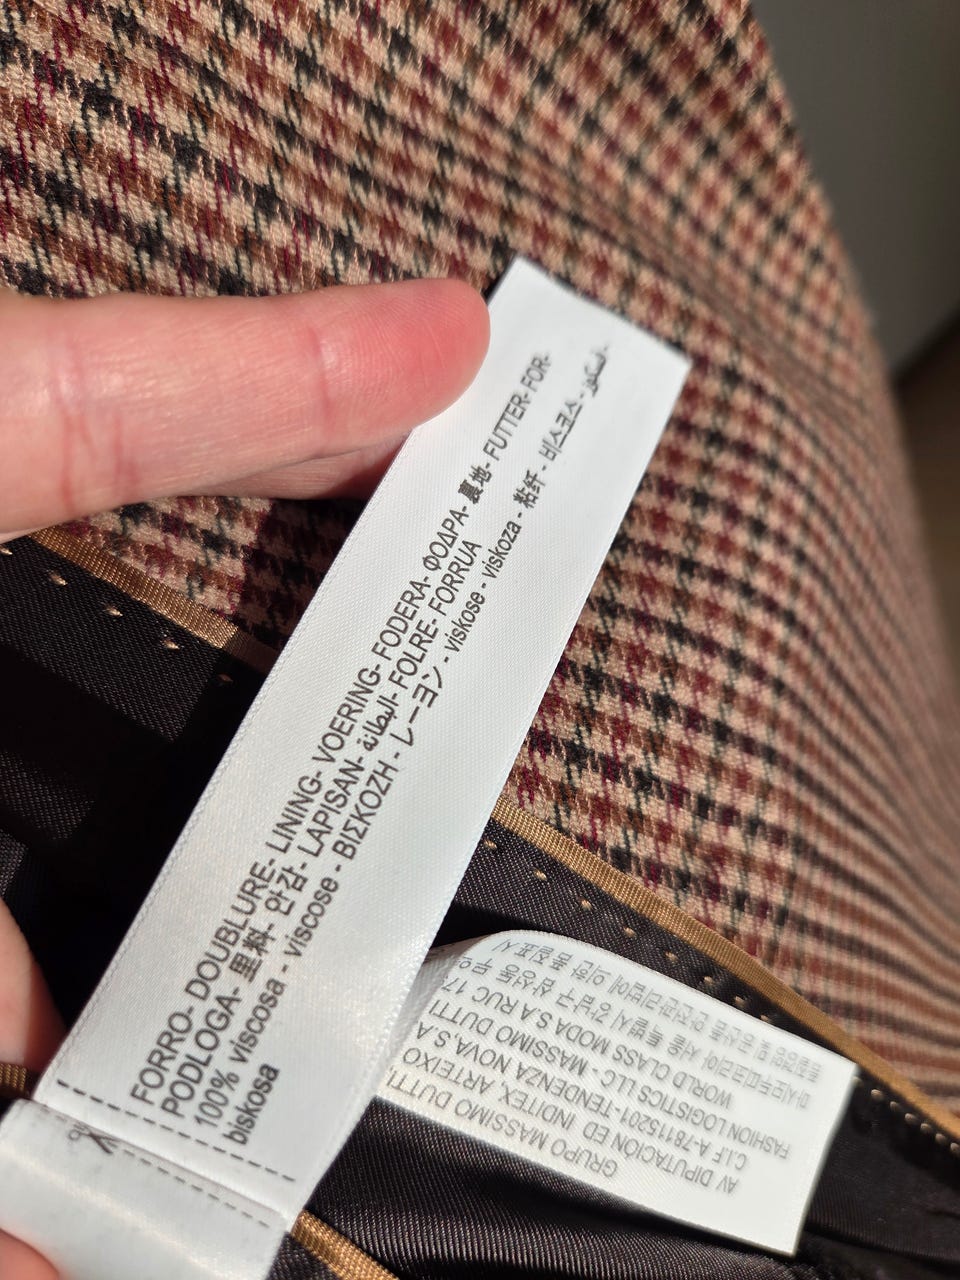 FORRO- DOUBLURE- LINING- VOERING- FODERA- ΦΟΔΡΑ- 裏地- FUTTER- FOR-
PODLOGA- 里料- 안감- LAPISAN- البطانة- FOLRE- FORRUA
100% viscosa - viscose - ΒΙΣΚΟΖΗ - レーヨン - viskose - viskoza - 粘纤 - 비스코스 - فسكوز -
biskosa
GRUPO MASSIMO DUTTI
AV DIPUTACIÓN ED INDITEX, ARTEIXO
C.I.F A-78115201-TENDENZA NOVA, S.A
FASHION LOGISTICS LLC - MASSIMO DUTTI
WORLD CLASS MODA S.A RUC 179